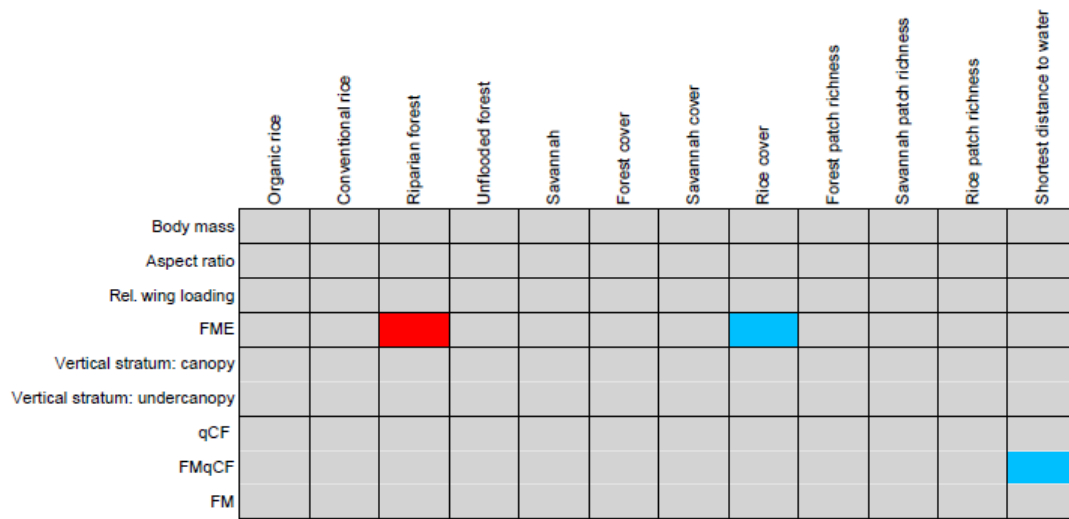 Organic rice
Conventional rice
Riparian forest
Unflooded forest
Savannah
Forest cover
Savannah cover
Rice cover
Forest patch richness
Savannah patch richness
Rice patch richness
Shortest distance to water
Body mass
Aspect ratio
Rel. wing loading
FME
Vertical stratum: canopy
Vertical stratum: undercanopy
qCF
FMqCF
FM